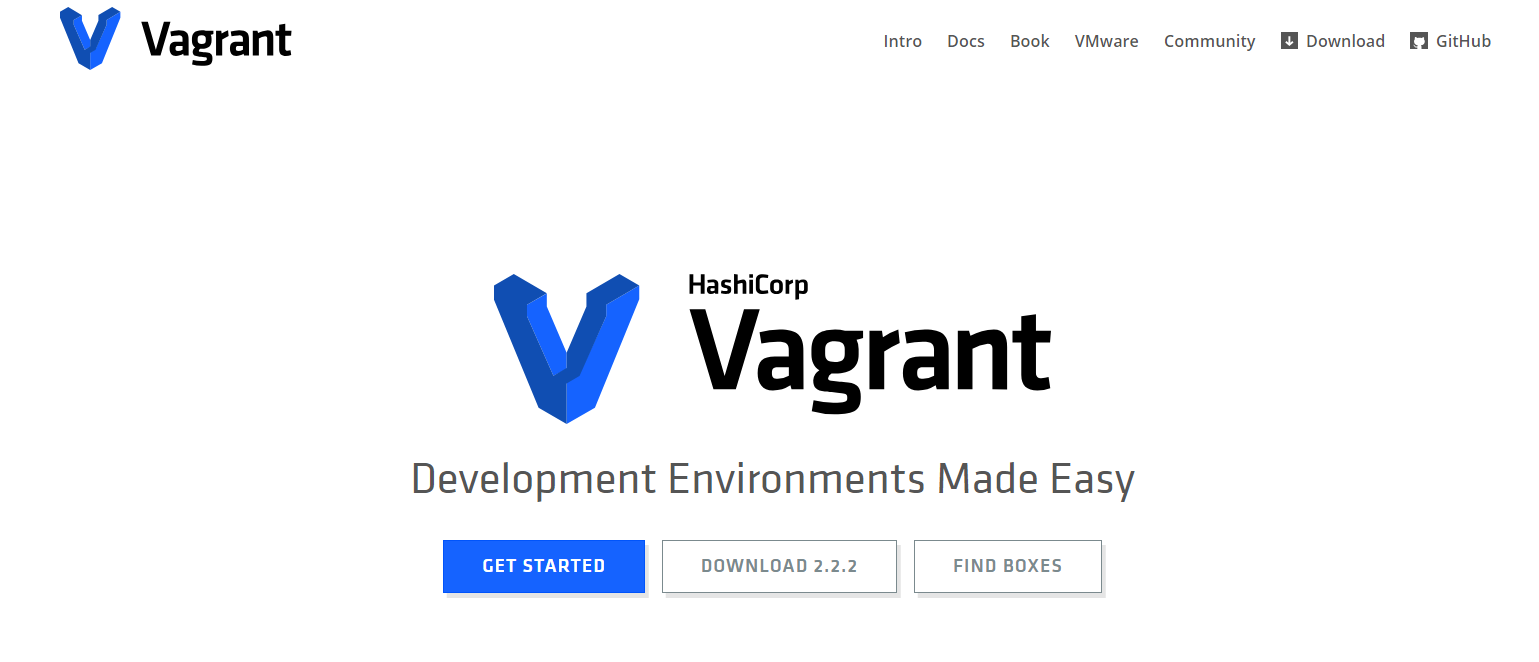 Vagrant
Intro Docs Book VMware Community Download GitHub
HashiCorp
Vagrant
Development Environments Made Easy
GET STARTED DOWNLOAD 2.2.2 FIND BOXES